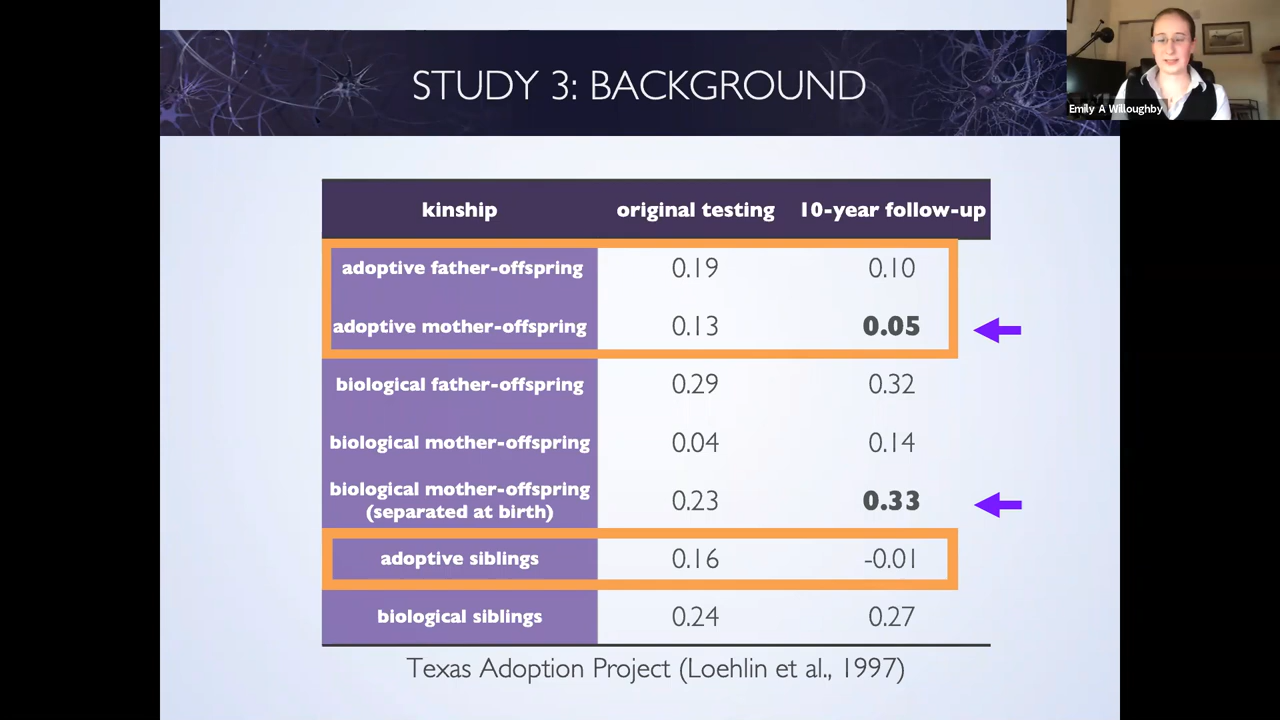 STUDY 3: BACKGROUND
Emily A Willoughby
kinship original testing 10-year follow-up
adoptive father-offspring 0.19 0.10
adoptive mother-offspring 0.13 0.05
biological father-offspring 0.29 0.32
biological mother-offspring 0.04 0.14
biological mother-offspring
(separated at birth) 0.23 0.33
adoptive siblings 0.16 -0.01
biological siblings 0.24 0.27
Texas Adoption Project (Loehlin et al., 1997)